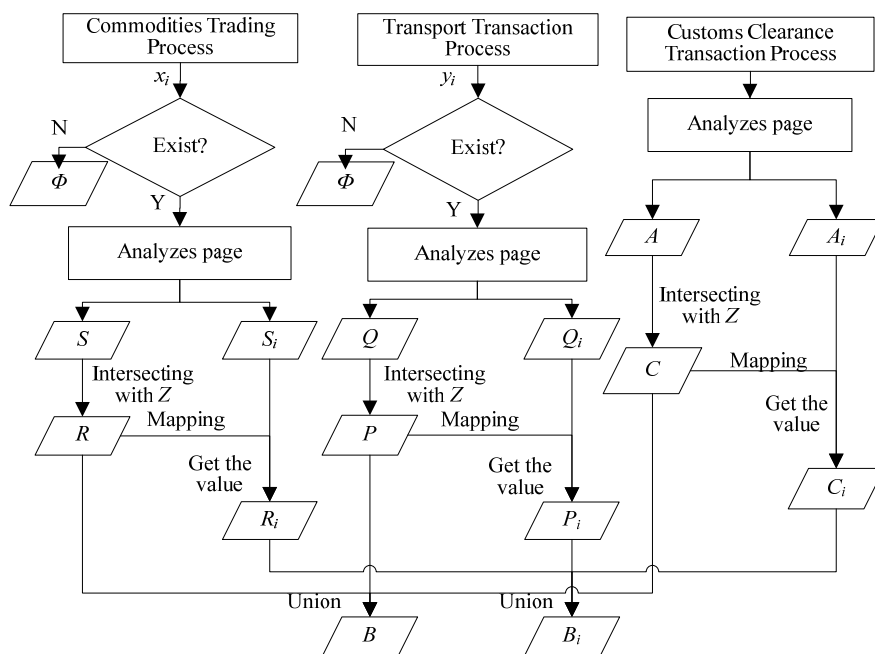 Commodities Trading
Process
Transport Transaction
Process
Customs Clearance
Transaction Process
xᵢ
yᵢ
Analyzes page
N
Exist?
N
Exist?
Φ
Φ
Y
Y
A
Aᵢ
Analyzes page
Analyzes page
Intersecting
with Z
S
Sᵢ
Q
Qᵢ
C
Mapping
Intersecting
with Z
Intersecting
with Z
Get the
value
R
Mapping
P
Mapping
Get the
value
Get the
value
Cᵢ
Rᵢ
Pᵢ
Union
Union
B
Bᵢ